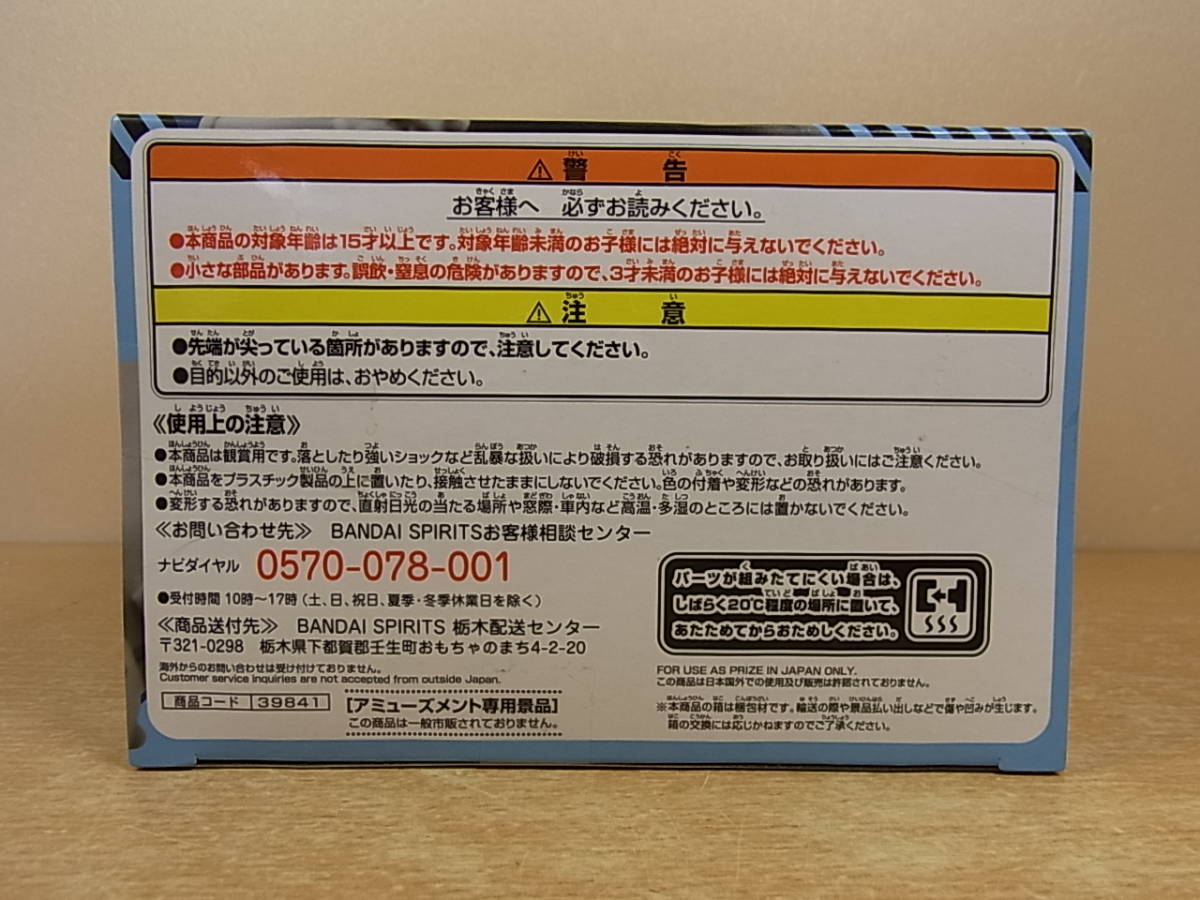 ⚠警告
お客様へ 必ずお読みください。
●本商品の対象年齢は15才以上です。対象年齢未満のお子様には絶対に与えないでください。
●小さな部品があります。誤飲・窒息の危険がありますので、3才未満のお子様には絶対に与えないでください。
⚠注意
●先端が尖っている箇所がありますので、注意してください。
●目的以外のご使用は、おやめください。
《使用上の注意》
●本商品は観賞用です。落としたり強いショックなど乱暴な扱いにより破損する恐れがありますので、お取り扱いにはご注意ください。
●本商品をプラスチック製品の上に置いたり、接触させたままにしないでください。色の付着や変形などの恐れがあります。
●変形する恐れがありますので、直射日光の当たる場所や窓際・車内など高温・多湿のところには置かないでください。
《お問い合わせ先》 BANDAI SPIRITSお客様相談センター
ナビダイヤル 0570-078-001
●受付時間 10時～17時(土、日、祝日、夏季・冬季休業日を除く)
《商品送付先》 BANDAI SPIRITS 栃木配送センター
〒321-0298 栃木県下都賀郡壬生町おもちゃのまち4-2-20
海外からのお問い合わせは受け付けておりません。
Customer service inquiries are not accepted from outside Japan.
商品コード 39841
[アミューズメント専用景品]
この商品は一般市販されておりません。
パーツが組みたてにくい場合は、
しばらく20℃程度の場所に置いて、
あたためてからおためしください。
FOR USE AS PRIZE IN JAPAN ONLY.
この商品は日本国外での使用及び販売は許諾されておりません。
※本商品の箱は梱包材です。輸送の際や景品払い出しなどで傷や凹みが生じます。
箱の交換には応じかねますのでご了承ください。